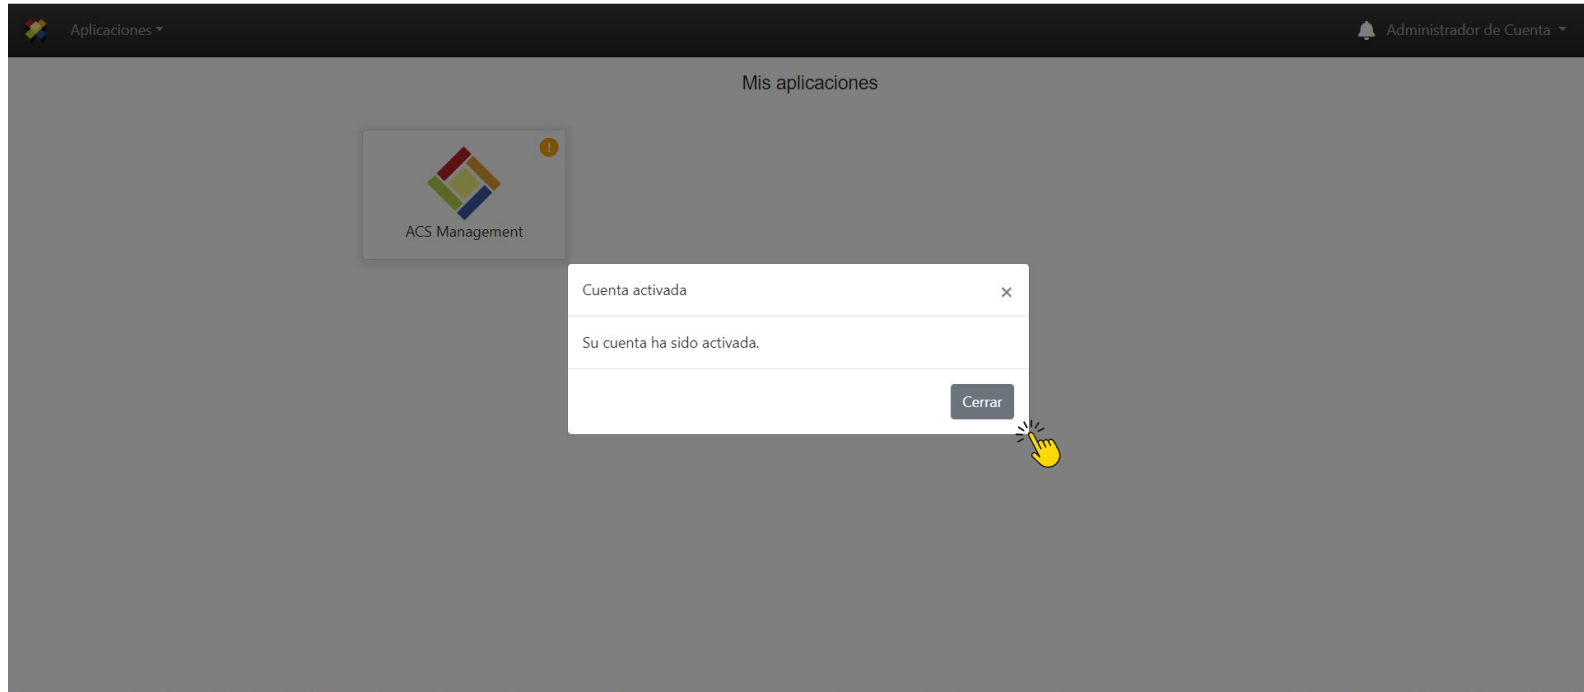 Aplicaciones
Administrador de Cuenta
Mis aplicaciones
!
ACS Management
Cuenta activada
×
Su cuenta ha sido activada.
Cerrar